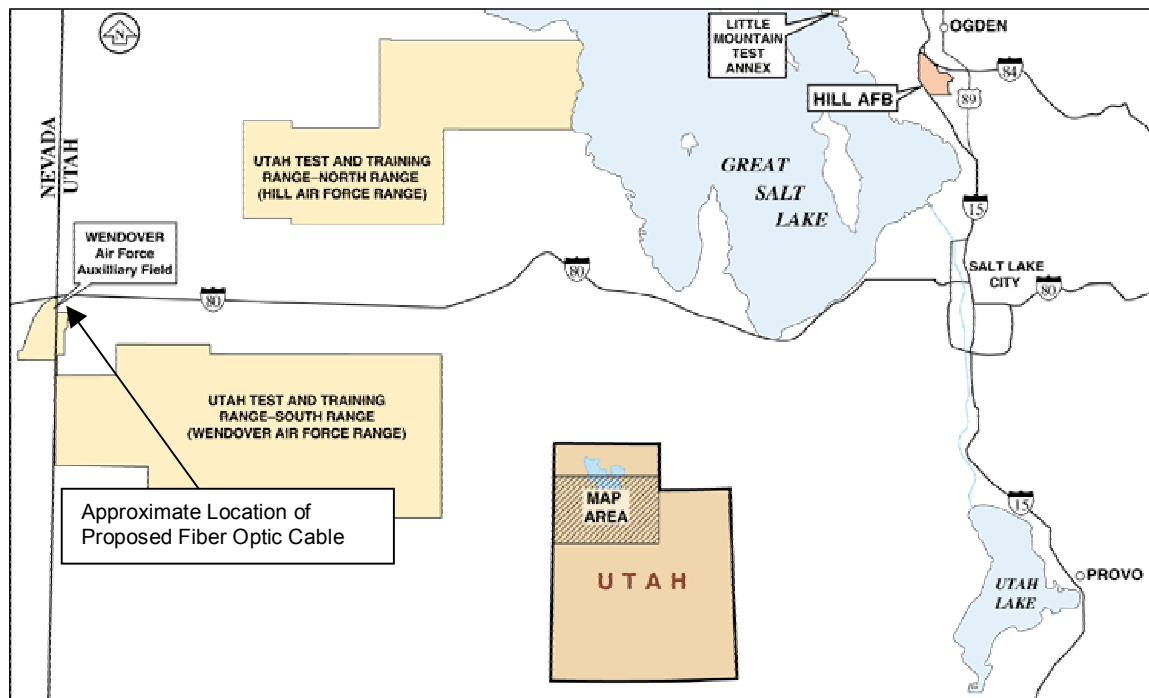 N
LITTLE
MOUNTAIN
TEST
ANNEX
OGDEN
84
HILL AFB
89
NEVADA
UTAH
UTAH TEST AND TRAINING
RANGE–NORTH RANGE
(HILL AIR FORCE RANGE)
GREAT
SALT
LAKE
15
WENDOVER
Air Force
Auxilliary Field
80
80
SALT LAKE
CITY
80
UTAH TEST AND TRAINING
RANGE–SOUTH RANGE
(WENDOVER AIR FORCE RANGE)
Approximate Location of
Proposed Fiber Optic Cable
MAP
AREA
UTAH
15
PROVO
UTAH
LAKE